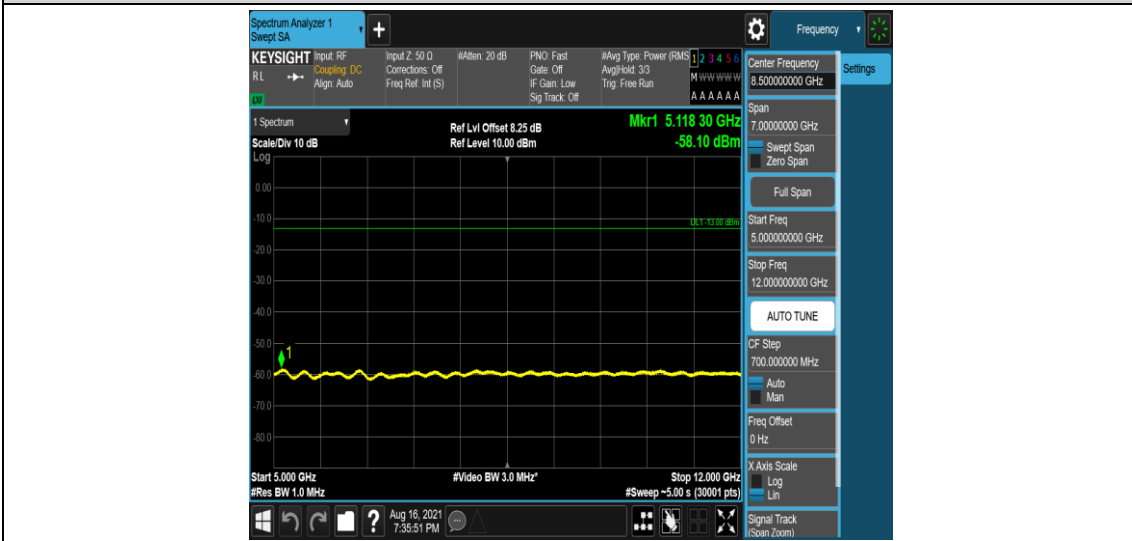 Spectrum Analyzer 1
Swept SA
+
Frequency
KEYSIGHT
RL
LXI
Input: RF
Coupling: DC
Align: Auto
Input Z: 50 Ω
Corrections: Off
Freq Ref: Int (S)
#Atten: 20 dB
PNO: Fast
Gate: Off
IF Gain: Low
Sig Track: Off
#Avg Type: Power (RMS
Avg|Hold: 3/3
Trig: Free Run
1 2 3 4 5 6
M W W W W W
A A A A A A
1 Spectrum
Scale/Div 10 dB
Log
Ref Lvl Offset 8.25 dB
Ref Level 10.00 dBm
Mkr1 5.118 30 GHz
-58.10 dBm
0.00
-10.0
DL1 -13.00 dBm
-20.0
-30.0
-40.0
-50.0
1
-60.0
-70.0
-80.0
Start 5.000 GHz
#Video BW 3.0 MHz*
Stop 12.000 GHz
#Res BW 1.0 MHz
#Sweep ~5.00 s (30001 pts)
?
Aug 16, 2021
7:35:51 PM
Center Frequency
8.500000000 GHz
Settings
Span
7.00000000 GHz
Swept Span
Zero Span
Full Span
Start Freq
5.000000000 GHz
Stop Freq
12.000000000 GHz
AUTO TUNE
CF Step
700.000000 MHz
Auto
Man
Freq Offset
0 Hz
X Axis Scale
Log
Lin
Signal Track
(Span Zoom)